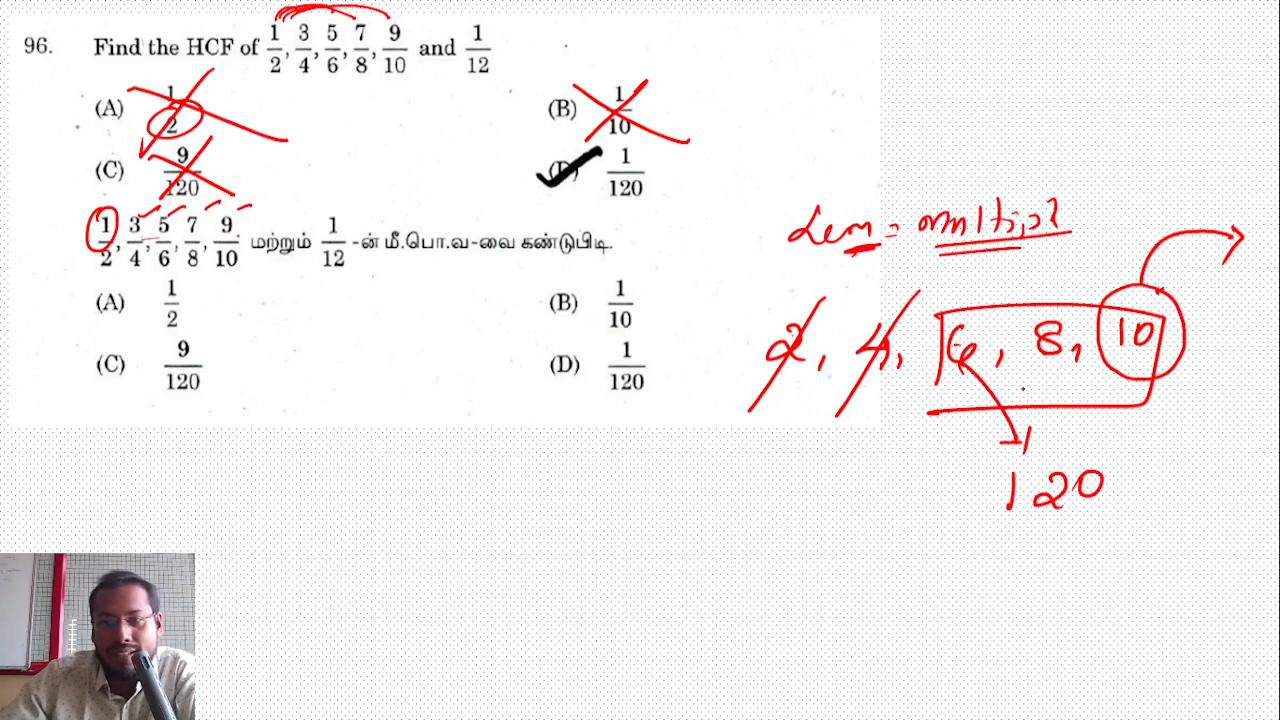 96. Find the HCF of 1/2, 3/4, 5/6, 7/8, 9/10 and 1/12
(A) 1/2 (B) 1/10
(C) 9/120 (D) 1/120
1/2, 3/4, 5/6, 7/8, 9/10 மற்றும் 1/12 -ன் மீ.பொ.வ-வை கண்டுபிடி.
(A) 1/2 (B) 1/10
(C) 9/120 (D) 1/120
2, 4, 6, 8, 10
120